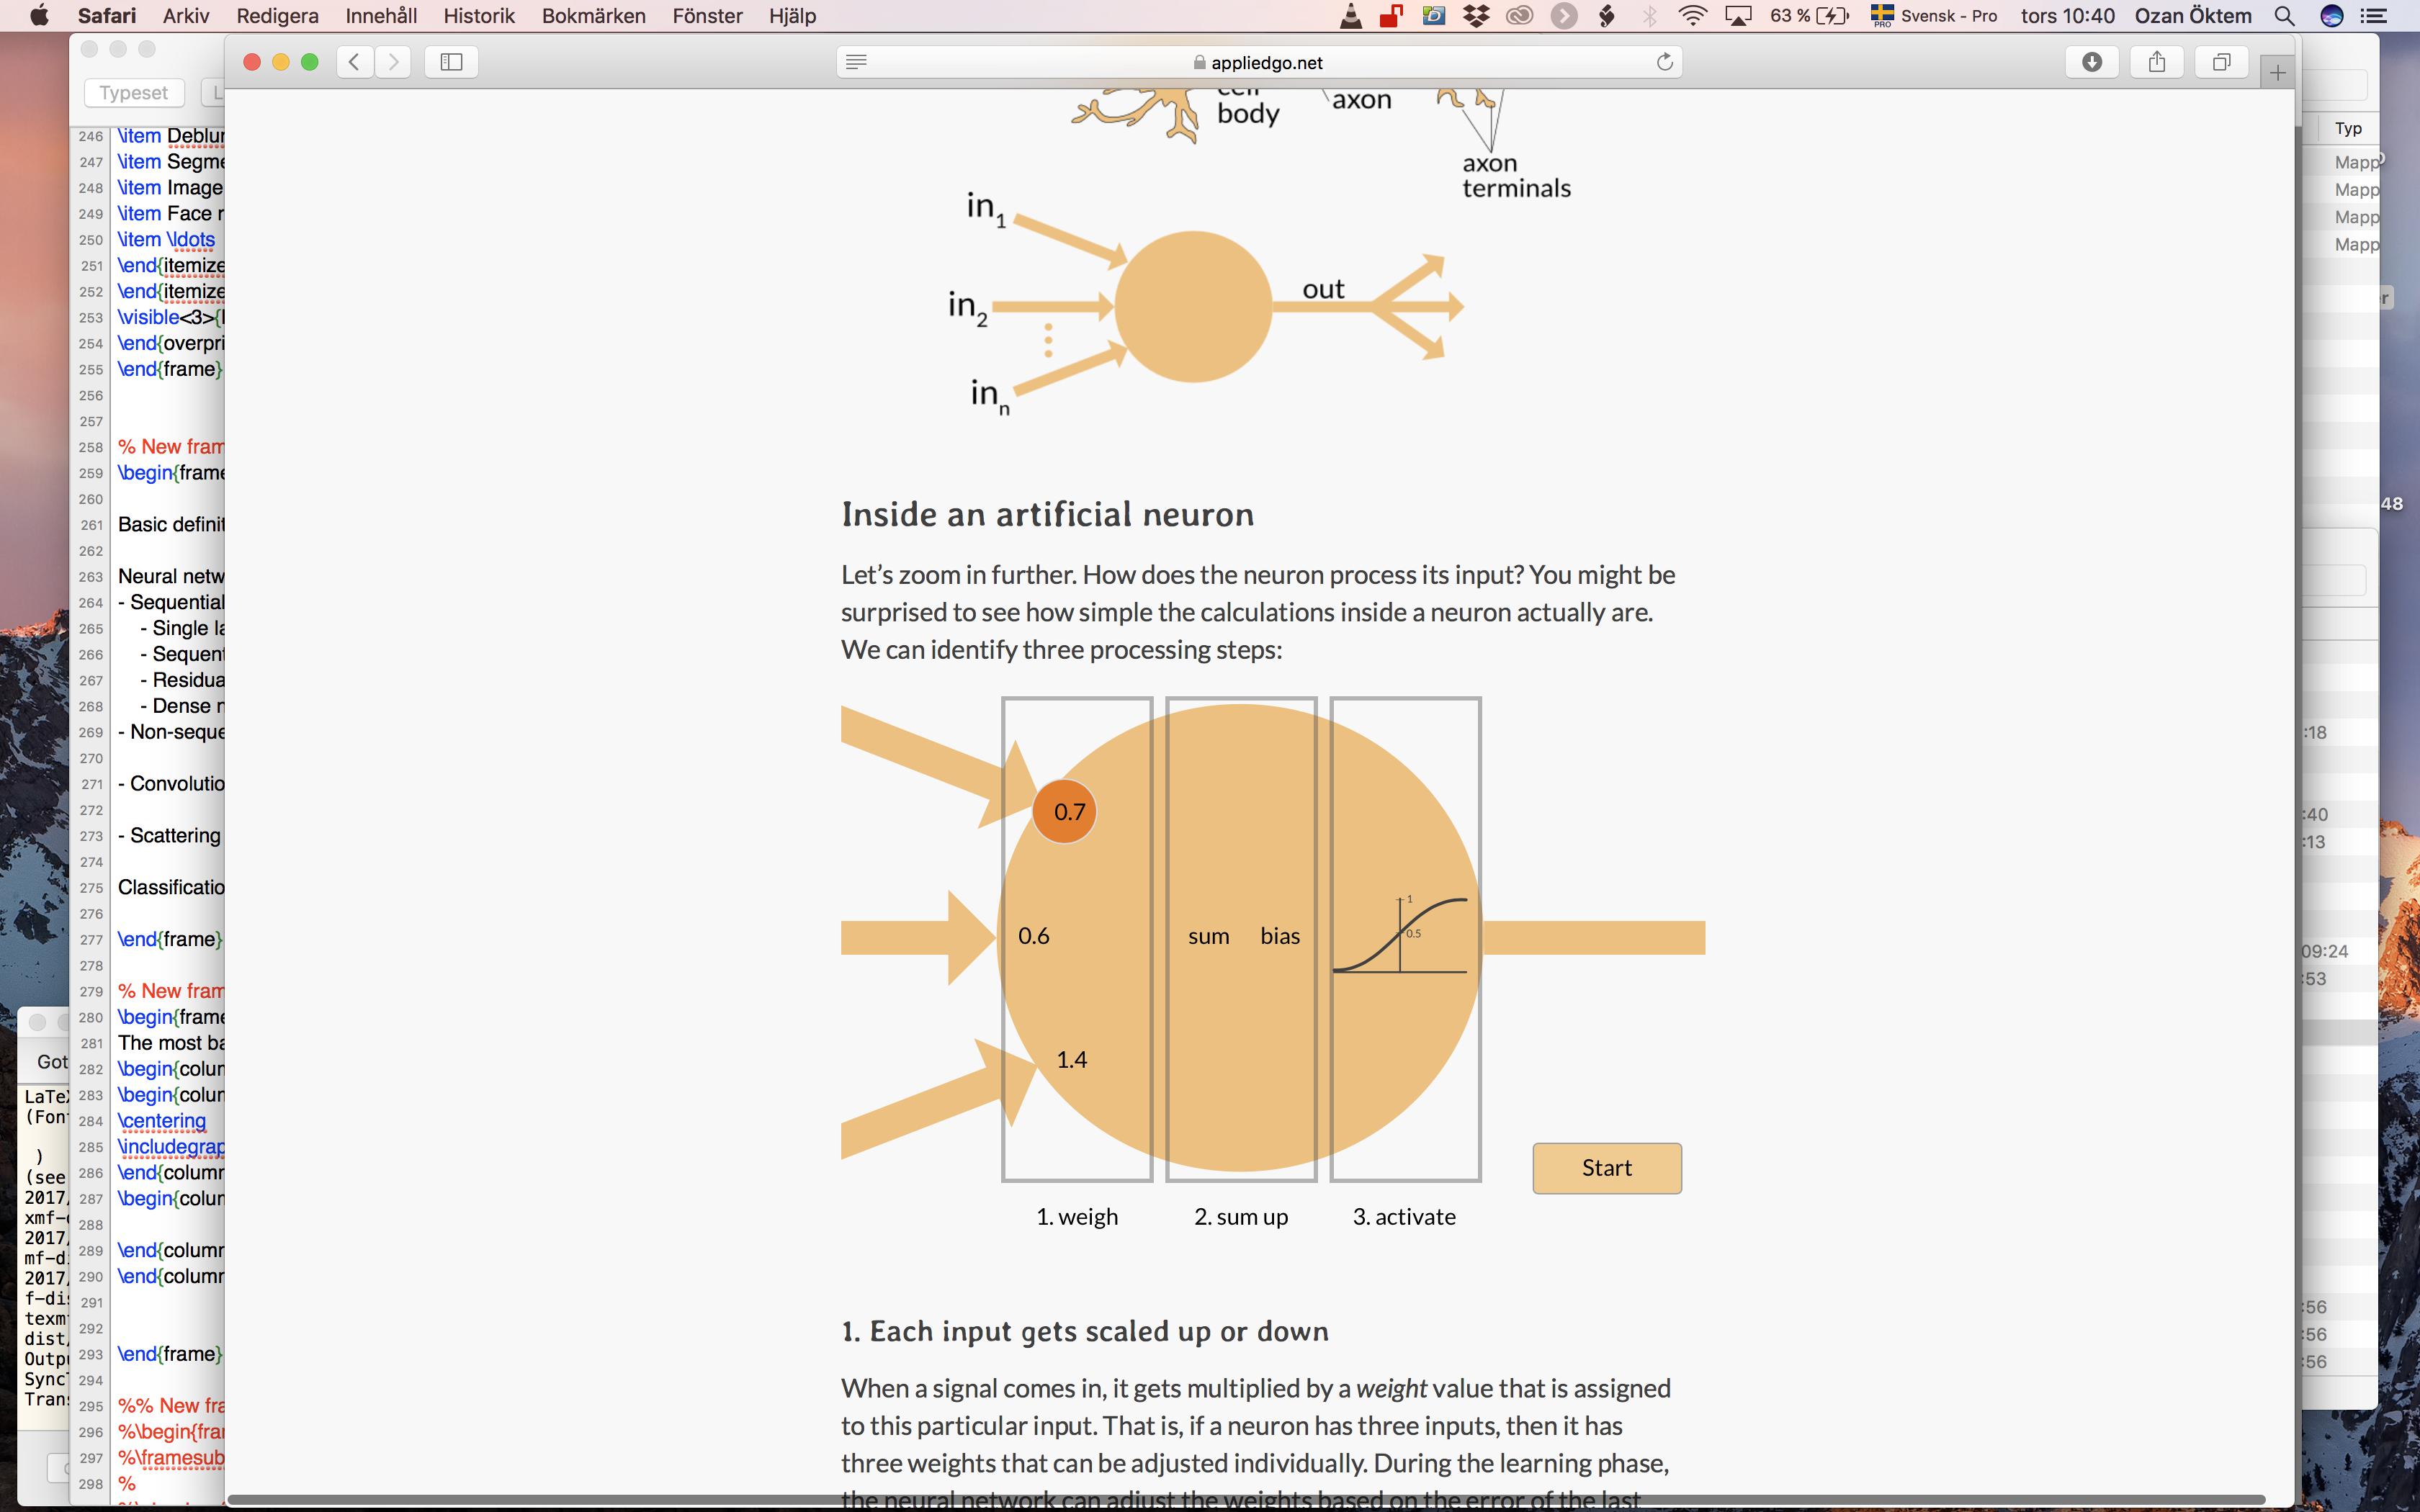 Safari Arkiv Redigera Innehåll Historik Bokmärken Fönster Hjälp 63 % PRO Svensk - Pro tors 10:40 Ozan Öktem
appliedgo.net
Typeset
246 \item Deblur
247 \item Segme
248 \item Image
249 \item Face r
250 \item \ldots
251 \end{itemize
252 \end{itemize
253 \visible<3>{
254 \end{overpri
255 \end{frame}
256
257
258 % New fram
259 \begin{frame
260
261 Basic definit
262
263 Neural netw
264 - Sequential
265 - Single la
266 - Sequent
267 - Residua
268 - Dense n
269 - Non-seque
270
271 - Convolutio
272
273 - Scattering
274
275 Classificatio
276
277 \end{frame}
278
279 % New fram
280 \begin{frame
281 The most ba
282 \begin{colum
283 \begin{colum
284 \centering
285 \includegrap
286 \end{column
287 \begin{colum
288
289 \end{column
290 \end{column
291
292
293 \end{frame}
294
295 %% New fra
296 %\begin{fra
297 %\framesub
298 %
Got
LaTeX
(Fon
)
(see
2017/
xmf-d
2017/
mf-di
2017/
f-dis
texm
dist/
Outpu
Sync
Trans
cell
body
axon
axon
terminals
in1
in2
inn
out
Inside an artificial neuron
Let’s zoom in further. How does the neuron process its input? You might be
surprised to see how simple the calculations inside a neuron actually are.
We can identify three processing steps:
0.7
0.6
1.4
sum bias
1
0.5
Start
1. weigh 2. sum up 3. activate
1. Each input gets scaled up or down
When a signal comes in, it gets multiplied by a weight value that is assigned
to this particular input. That is, if a neuron has three inputs, then it has
three weights that can be adjusted individually. During the learning phase,
the neural network can adjust the weights based on the error of the last
Typ
Mapp
Mapp
Mapp
Mapp
48
:18
:40
:13
09:24
:53
:56
:56
:56